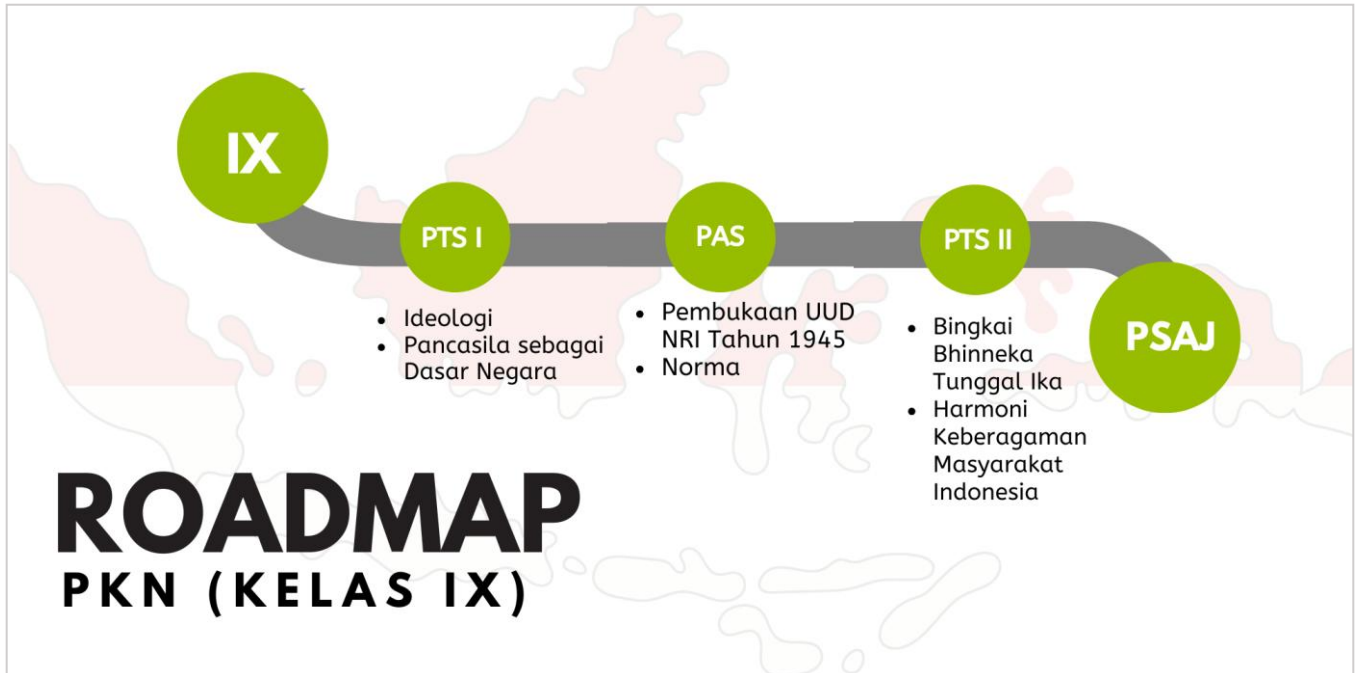 IX
PTS I
PAS
PTS II
PSAJ
• Ideologi
• Pancasila sebagai
Dasar Negara
• Pembukaan UUD
NRI Tahun 1945
• Norma
• Bingkai
Bhinneka
Tunggal Ika
• Harmoni
Keberagaman
Masyarakat
Indonesia
ROADMAP
PKN (KELAS IX)